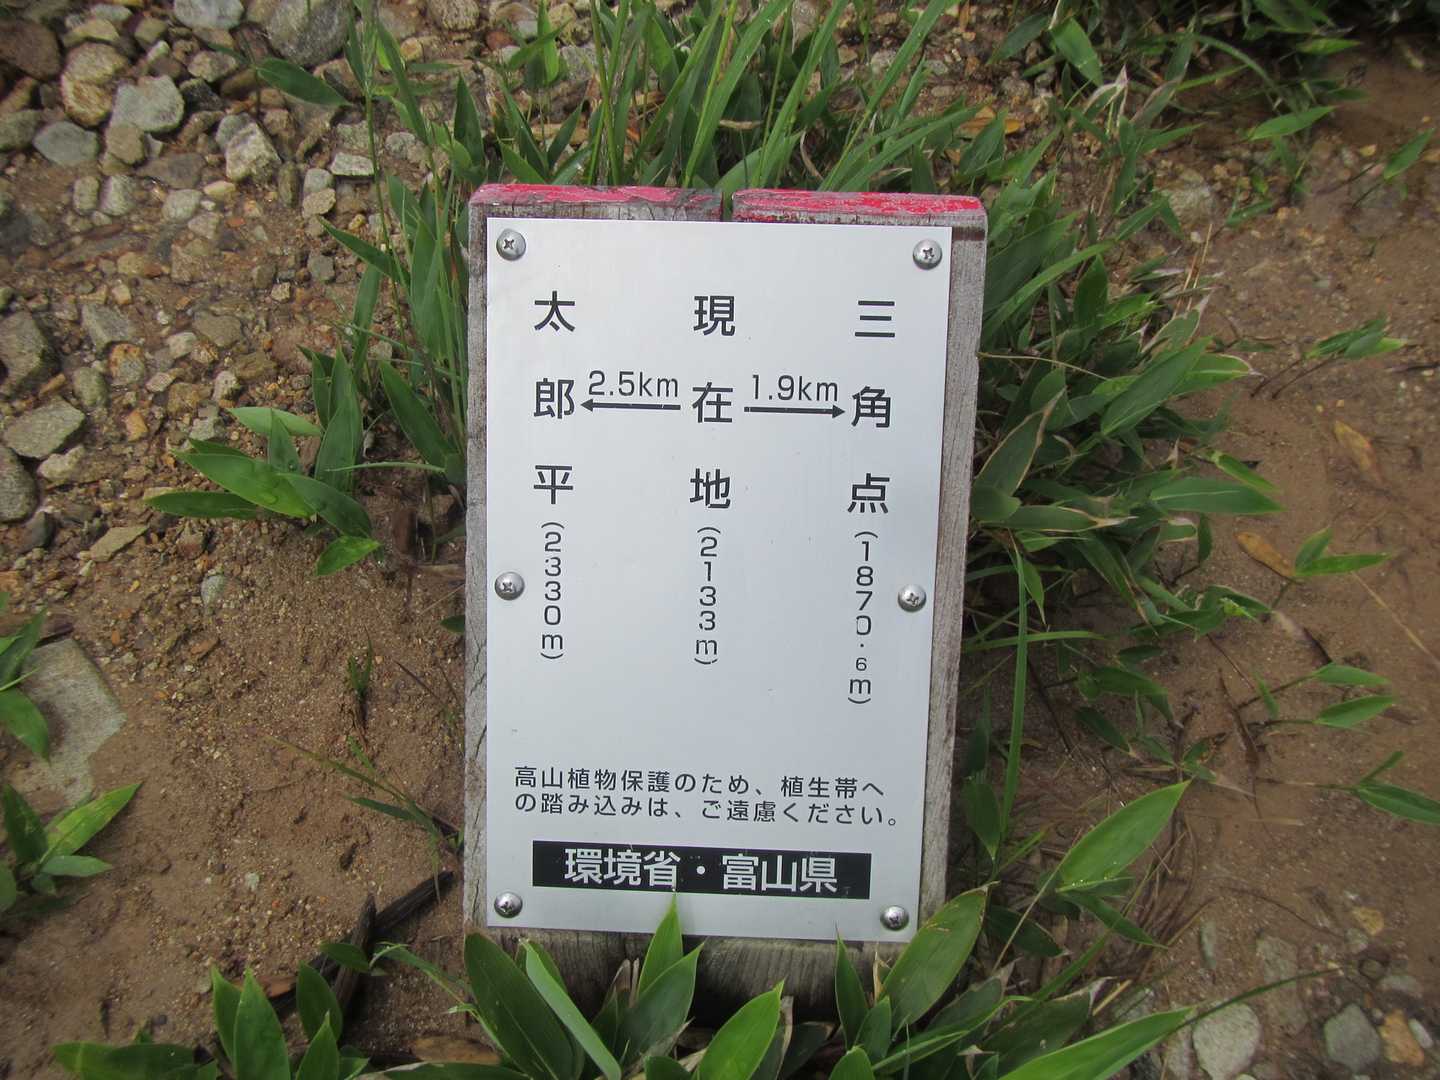 三角点(1870.6m)
1.9km
現在地(2133m)
2.5km
太郎平(2330m)
高山植物保護のため、植生帯へ
の踏み込みは、ご遠慮ください。
環境省・富山県